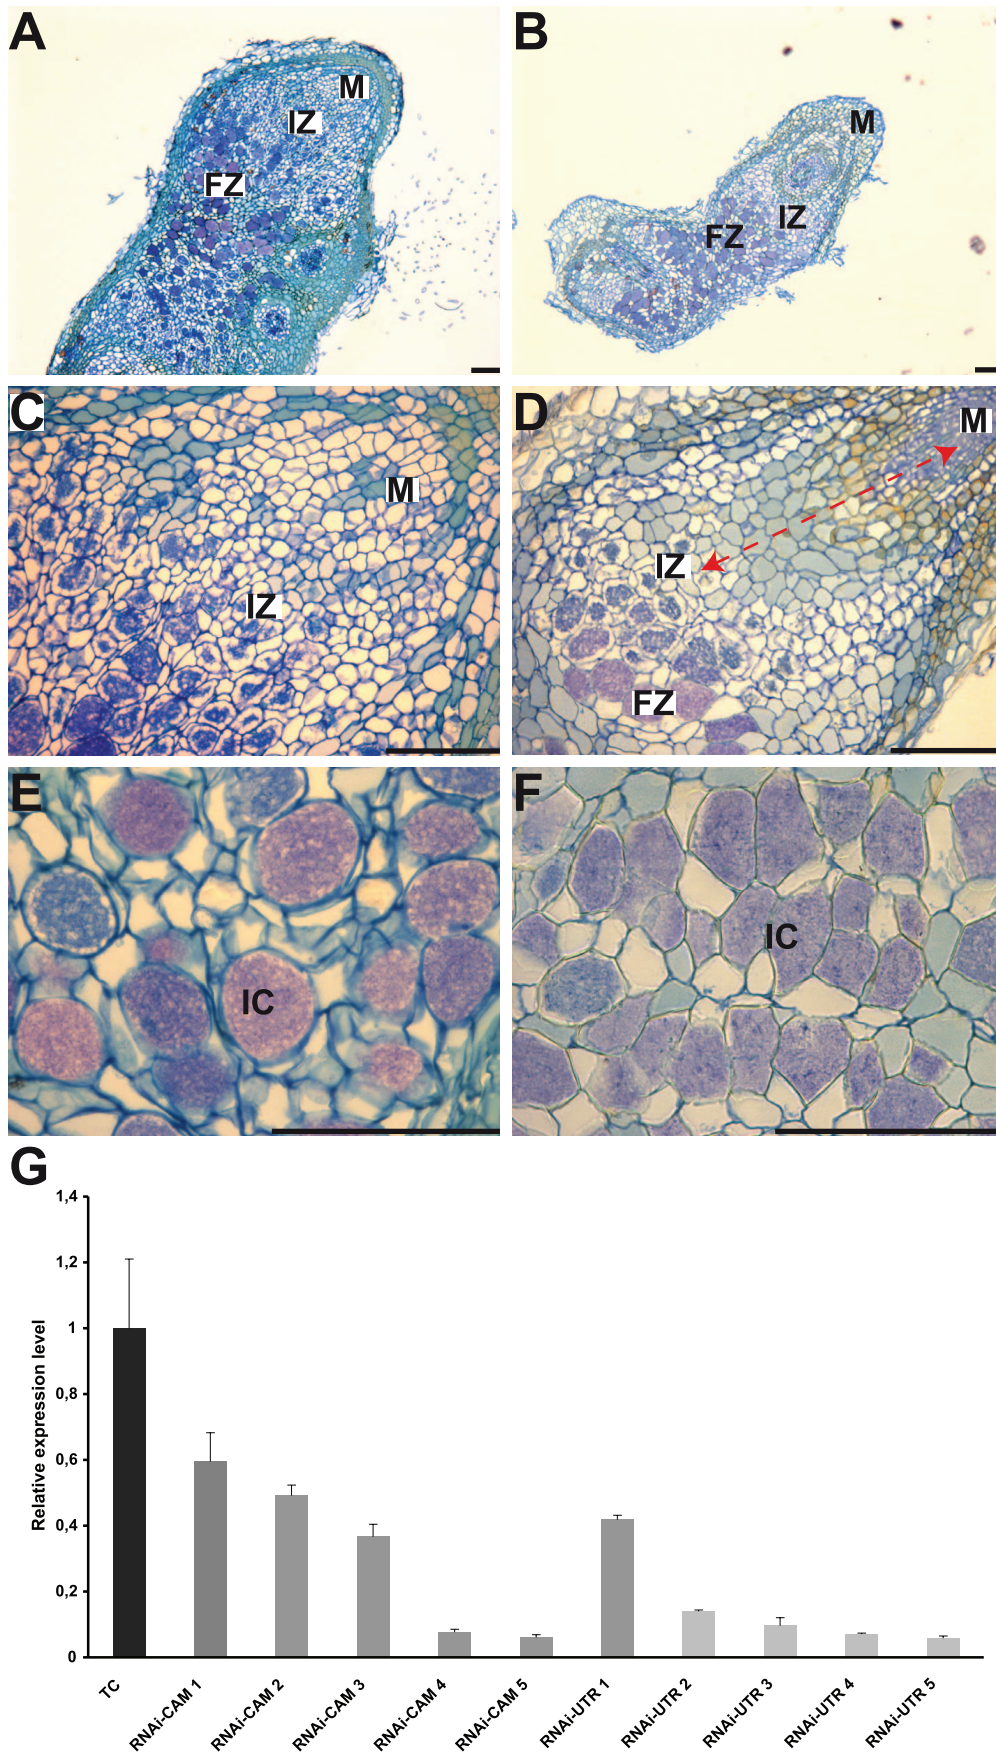 A
M
IZ
FZ
B
M
IZ
FZ
C
M
IZ
D
M
IZ
FZ
E
IC
F
IC
G
Relative expression level
1,4
1,2
1
0,8
0,6
0,4
0,2
0
TC
RNAi-CAM 1
RNAi-CAM 2
RNAi-CAM 3
RNAi-CAM 4
RNAi-CAM 5
RNAi-UTR 1
RNAi-UTR 2
RNAi-UTR 3
RNAi-UTR 4
RNAi-UTR 5